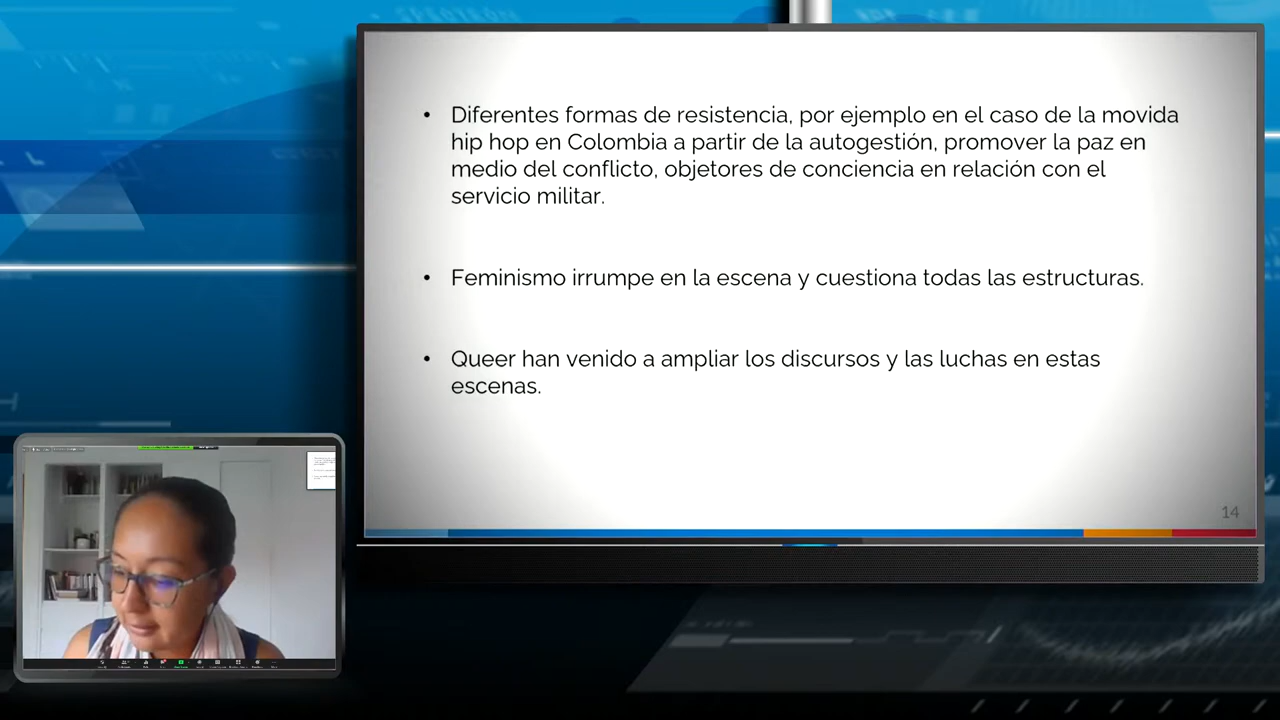 • Diferentes formas de resistencia, por ejemplo en el caso de la movida
hip hop en Colombia a partir de la autogestión, promover la paz en
medio del conflicto, objetores de conciencia en relación con el
servicio militar.
• Feminismo irrumpe en la escena y cuestiona todas las estructuras.
• Queer han venido a ampliar los discursos y las luchas en estas
escenas.
14